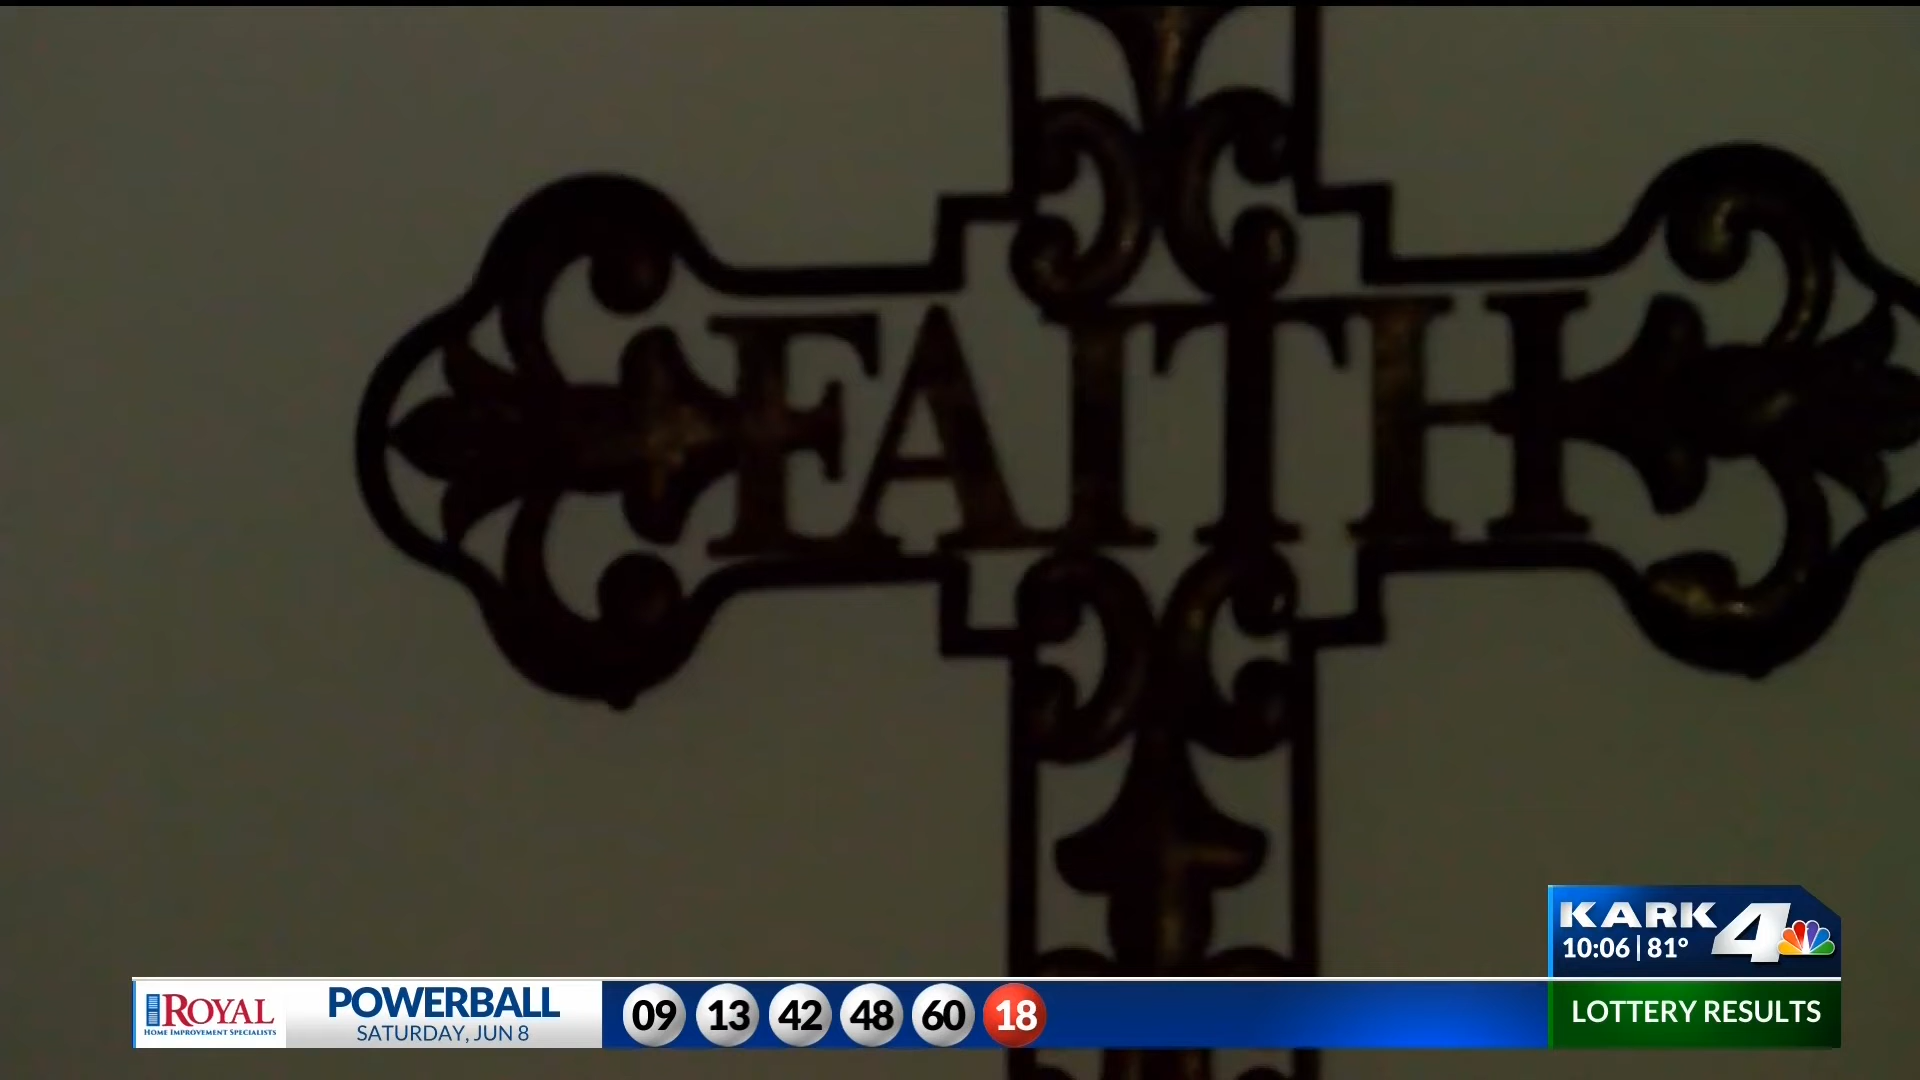 FAITH
KARK 4
10:06 | 81°
ROYAL
HOME IMPROVEMENT SPECIALISTS
POWERBALL
SATURDAY, JUN 8
09 13 42 48 60 18
LOTTERY RESULTS